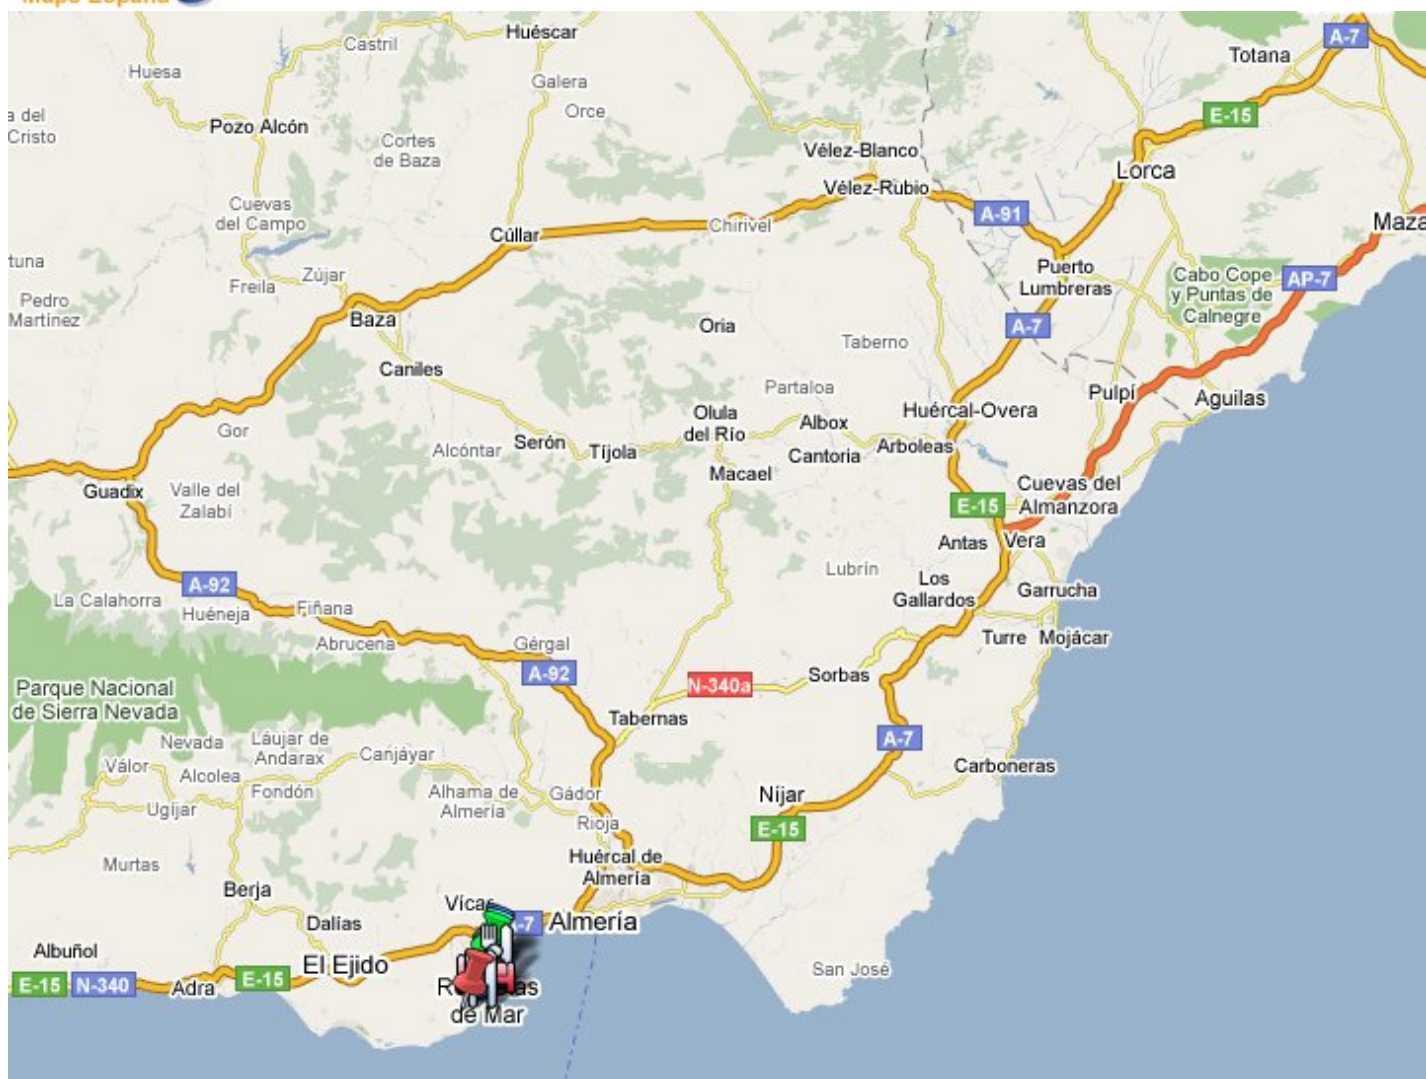 Maps España
Huéscar
Castril
A-7
Totana
Huesa
Galera
Orce
a del
Cristo
Pozo Alcón
E-15
Cortes
de Baza
Vélez-Blanco
Lorca
Vélez-Rubio
Cuevas
del Campo
A-91
Chirivel
Maza
Cúllar
tuna
Zújar
Freila
Puerto
Lumbreras
Cabo Cope
y Puntas de
Calnegre
AP-7
Pedro
Martínez
Baza
Oria
A-7
Taberno
Caniles
Partaloa
Pulpí
Aguilas
Huércal-Overa
Olula
del Río
Albox
Gor
Alcóntar
Serón
Tíjola
Cantoria
Arboleas
Macael
Guadix
Valle del
Zalabí
Cuevas del
Almanzora
E-15
Antas
Vera
Lubrín
A-92
Los
Gallardos
Garrucha
La Calahorra
Huéneja
Fiñana
Abrucena
Gérgal
Turre
Mojácar
A-92
Sorbas
N-340a
Parque Nacional
de Sierra Nevada
Tabernas
Nevada
Láujar de
Andarax
Canjáyar
A-7
Válor
Alcolea
Fondón
Carboneras
Ugíjar
Alhama de
Almería
Gádor
Níjar
Rioja
E-15
Murtas
Huércal de
Almería
Berja
Vícar
Dalías
-7
Almería
Albuñol
El Ejido
San José
E-15
N-340
Adra
E-15
de Mar